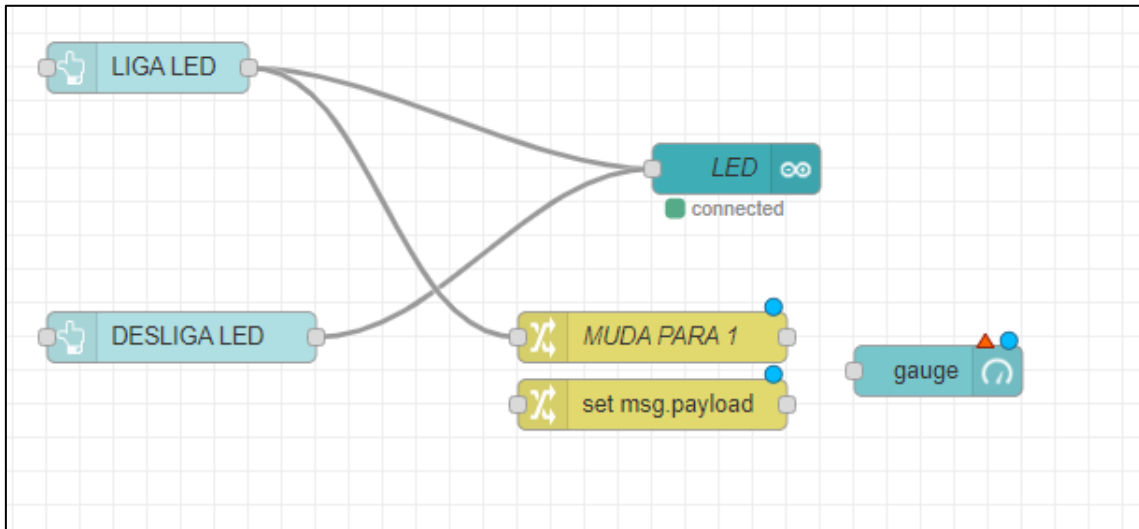 LIGA LED
LED
connected
DESLIGA LED
MUDA PARA 1
gauge
set msg.payload